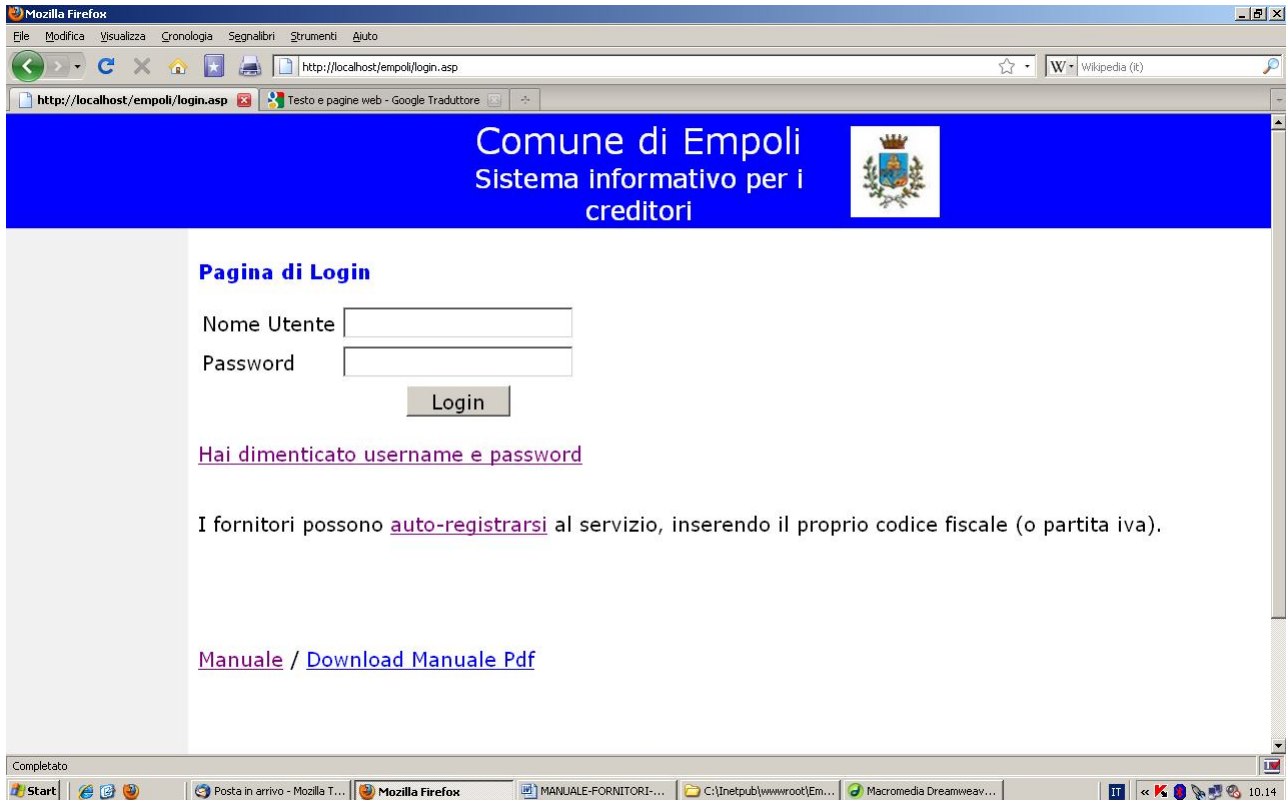 Mozilla Firefox
File Modifica Visualizza Cronologia Segnalibri Strumenti Aiuto
http://localhost/empoli/login.asp
W Wikipedia (it)
http://localhost/empoli/login.asp
Testo e pagine web - Google Traduttore
Comune di Empoli
Sistema informativo per i
creditori
Pagina di Login
Nome Utente
Password
Login
Hai dimenticato username e password
I fornitori possono auto-registrarsi al servizio, inserendo il proprio codice fiscale (o partita iva).
Manuale / Download Manuale Pdf
Completato
Start Posta in arrivo - Mozilla T... Mozilla Firefox MANUALE-FORNITORI-... C:\Inetpub\wwwroot\Em... Macromedia Dreamweav... IT « 10.14